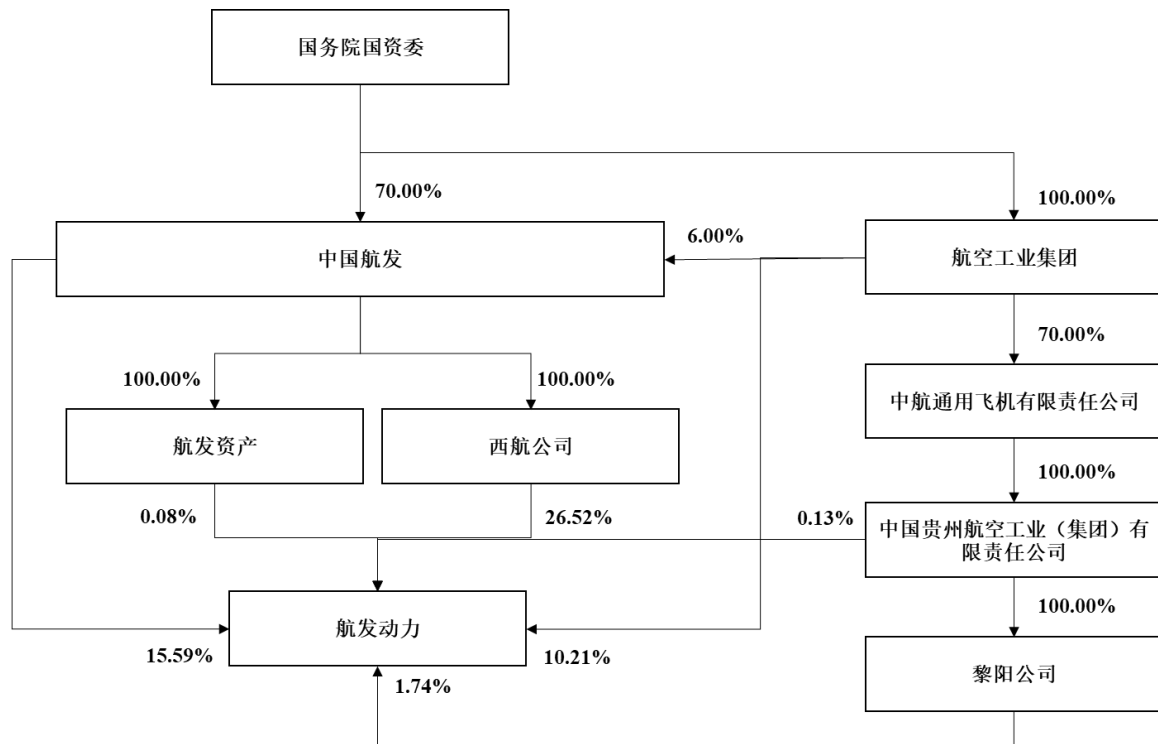 国务院国资委
70.00%
100.00%
中国航发
6.00%
航空工业集团
70.00%
100.00%
100.00%
中航通用飞机有限责任公司
航发资产
西航公司
100.00%
0.08%
26.52%
0.13%
中国贵州航空工业（集团）有
限责任公司
100.00%
航发动力
15.59%
10.21%
黎阳公司
1.74%